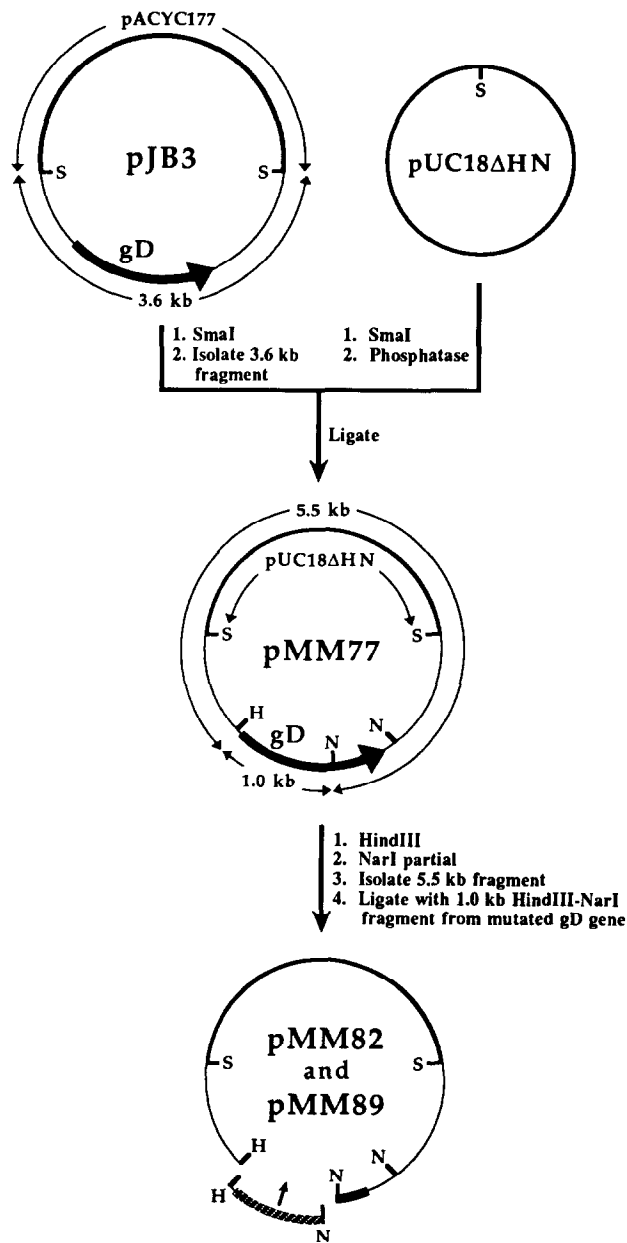 pACYC177
pJB3
S
S
gD
3.6 kb
S
pUC18ΔHN
1. SmaI
2. Isolate 3.6 kb
fragment
1. SmaI
2. Phosphatase
Ligate
5.5 kb
pUC18ΔHN
S
S
pMM77
H
gD
N
N
1.0 kb
1. HindIII
2. NarI partial
3. Isolate 5.5 kb fragment
4. Ligate with 1.0 kb HindIII-NarI
fragment from mutated gD gene
pMM82
and
pMM89
S
S
H
H
N
N
N